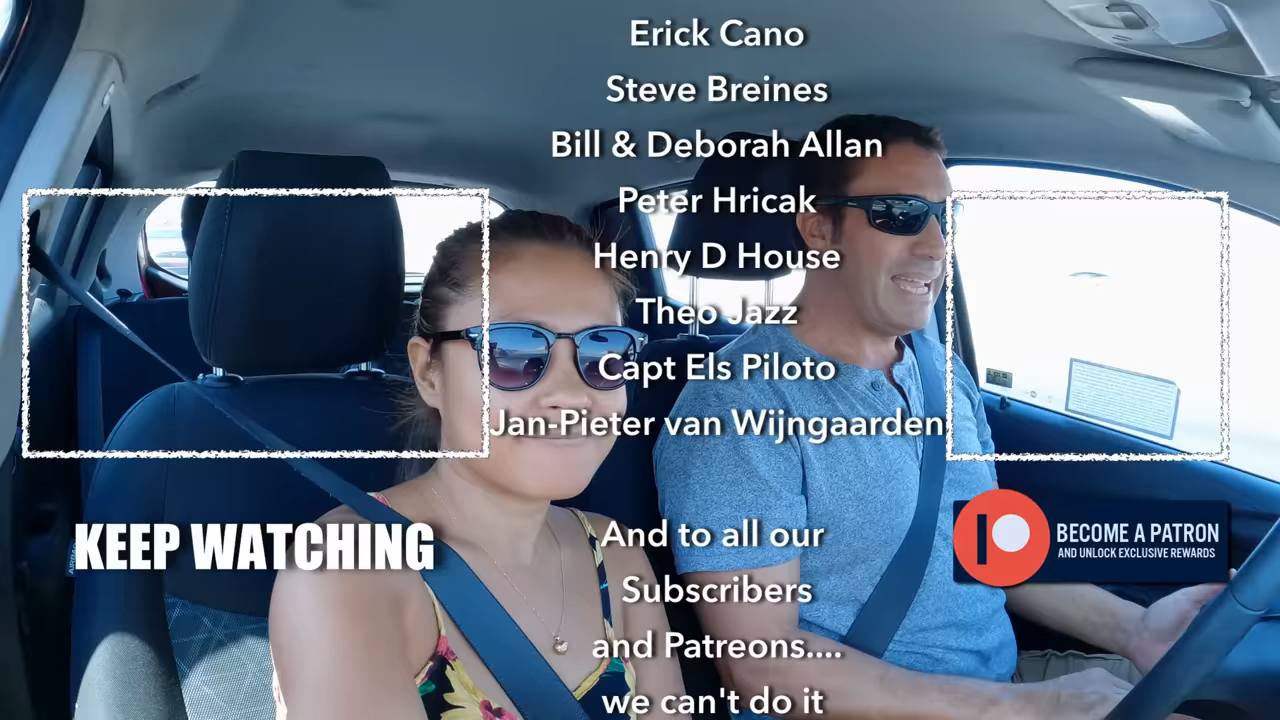 Erick Cano
Steve Breines
Bill & Deborah Allan
Peter Hricak
Henry D House
Theo Jazz
Capt Els Piloto
Jan-Pieter van Wijngaarden
KEEP WATCHING
And to all our
Subscribers
and Patreons....
we can't do it
BECOME A PATRON
AND UNLOCK EXCLUSIVE REWARDS